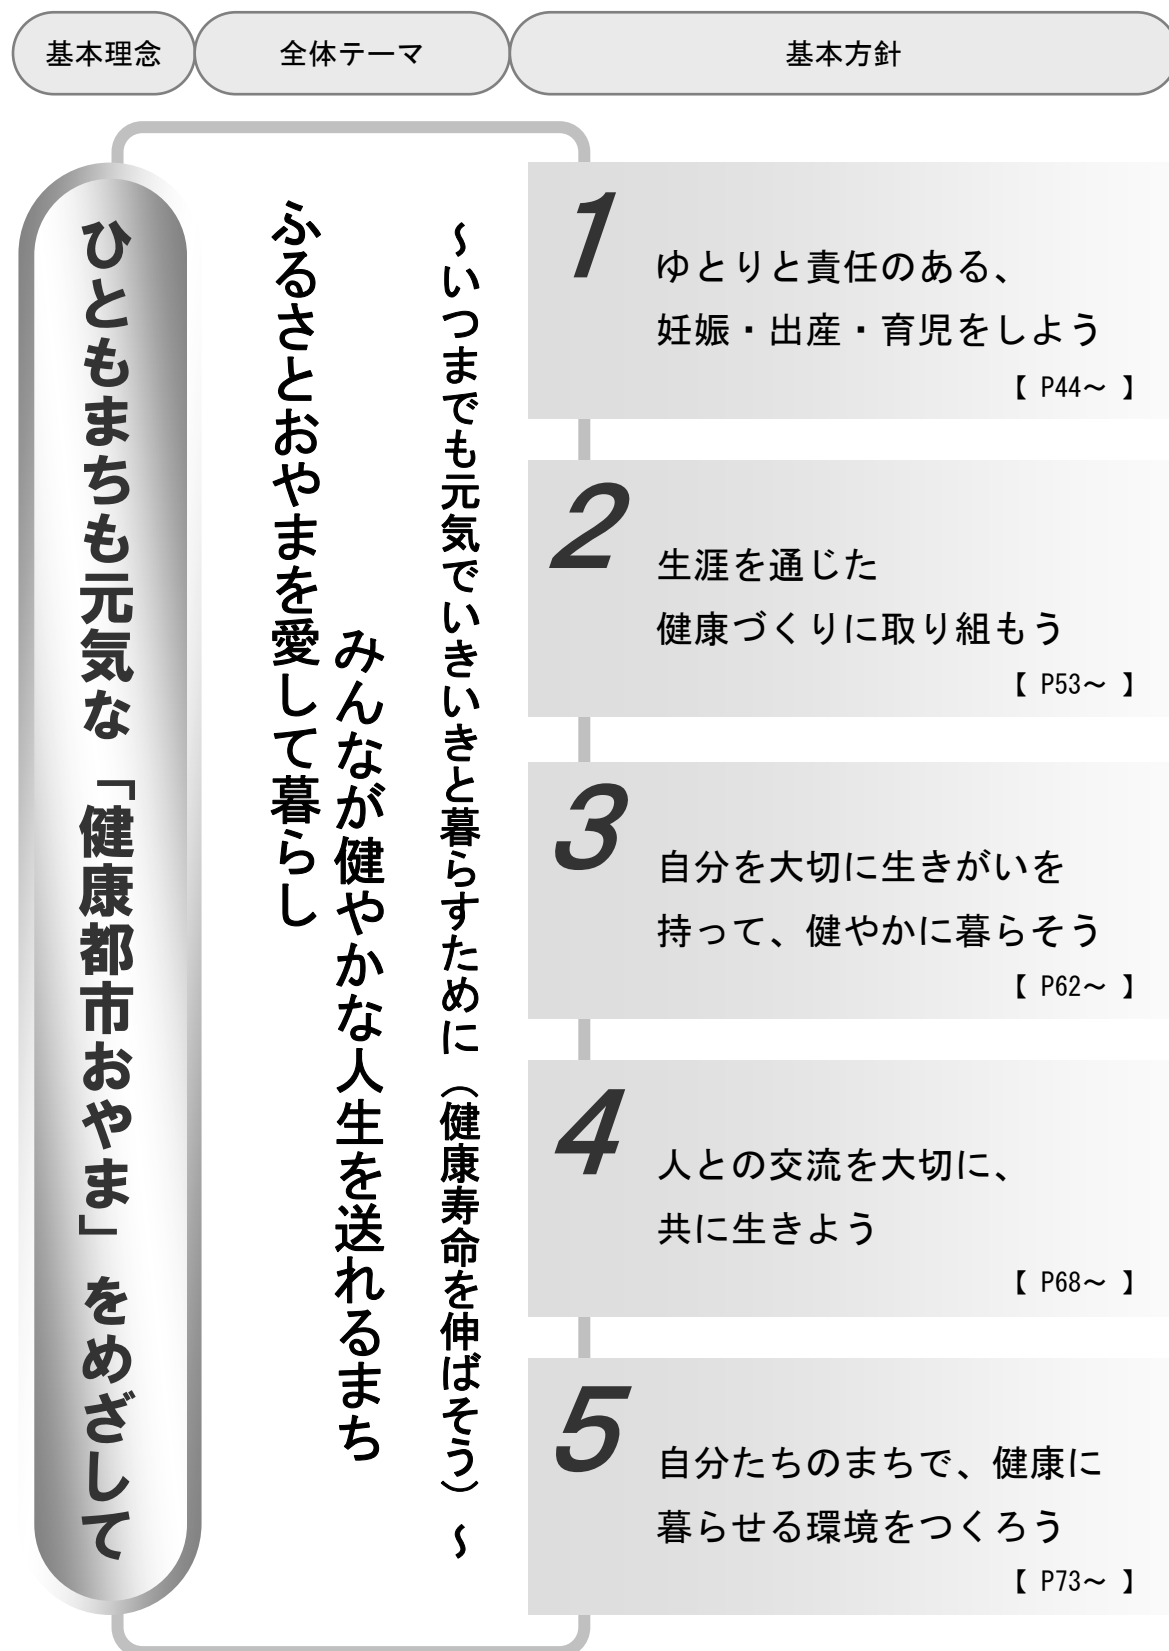 基本理念
全体テーマ
基本方針
ひともまちも元気な「健康都市おやま」をめざして
ふるさとおやまを愛して暮らし
みんなが健やかな人生を送れるまち
～いつまでも元気でいきいきと暮らすために（健康寿命を伸ばそう）～
1
ゆとりと責任のある、
妊娠・出産・育児をしよう
【 P44～ 】
2
生涯を通じた
健康づくりに取り組もう
【 P53～ 】
3
自分を大切に生きがいを
持って、健やかに暮らそう
【 P62～ 】
4
人との交流を大切に、
共に生きよう
【 P68～ 】
5
自分たちのまちで、健康に
暮らせる環境をつくろう
【 P73～ 】